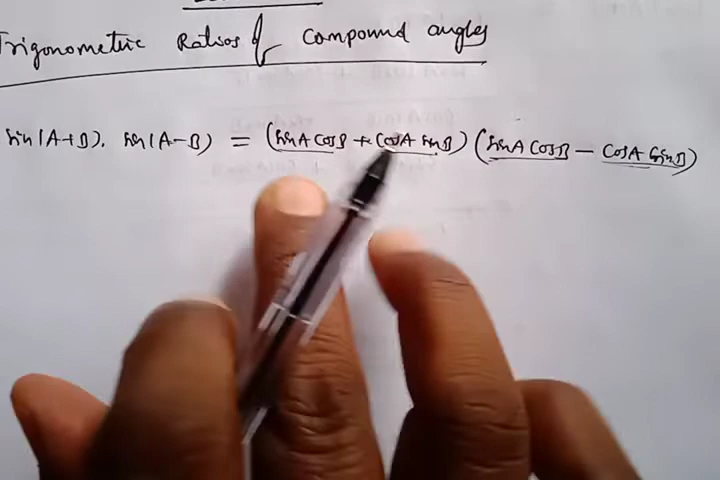 Trigonometric Ratios of Compound angles
Sin(A+B). Sin(A-B) = (SinA CosB + CosA SinB) (SinA CosB - CosA SinB)